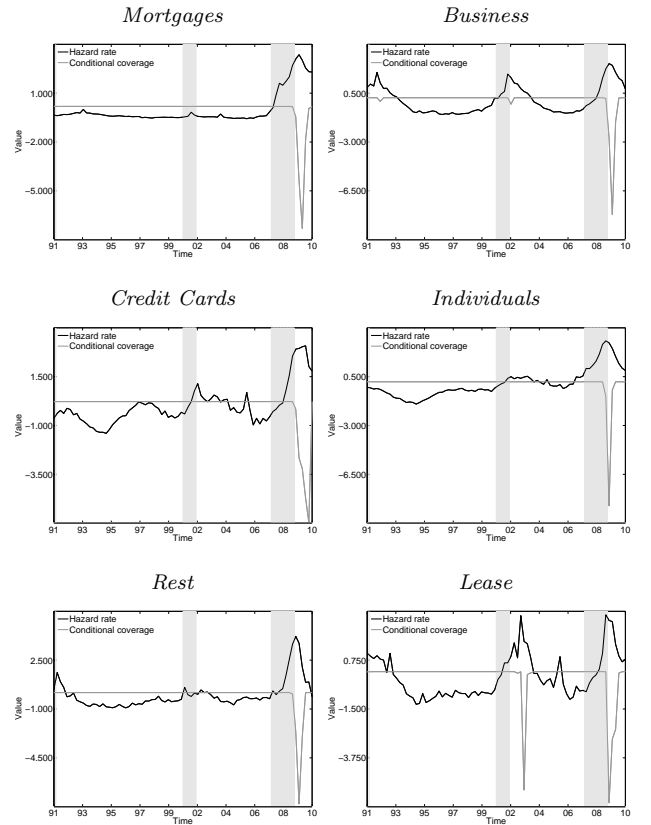 Mortgages
Hazard rate
Conditional coverage
1.000
−2.000
−5.000
Value
91 93 95 97 99 02 04 06 08 10
Time
Business
Hazard rate
Conditional coverage
0.500
−3.000
−6.500
Value
91 93 95 97 99 02 04 06 08 10
Time
Credit Cards
Hazard rate
Conditional coverage
1.500
−1.000
−3.500
Value
91 93 95 97 99 02 04 06 08 10
Time
Individuals
Hazard rate
Conditional coverage
0.500
−3.000
−6.500
Value
91 93 95 97 99 02 04 06 08 10
Time
Rest
Hazard rate
Conditional coverage
2.500
−1.000
−4.500
Value
91 93 95 97 99 02 04 06 08 10
Time
Lease
Hazard rate
Conditional coverage
0.750
−1.500
−3.750
Value
91 93 95 97 99 02 04 06 08 10
Time